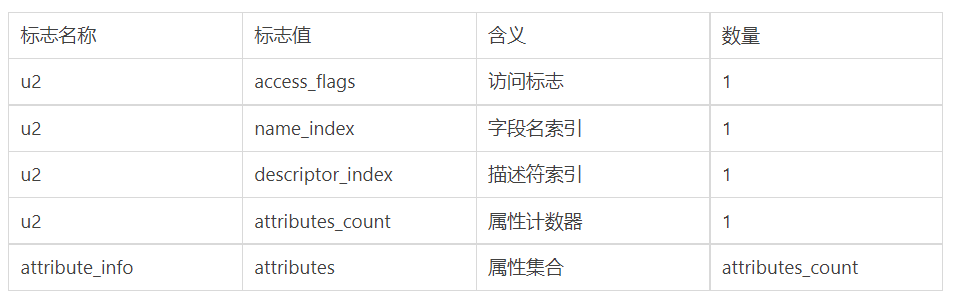 标志名称 标志值 含义 数量
u2 access_flags 访问标志 1
u2 name_index 字段名索引 1
u2 descriptor_index 描述符索引 1
u2 attributes_count 属性计数器 1
attribute_info attributes 属性集合 attributes_count